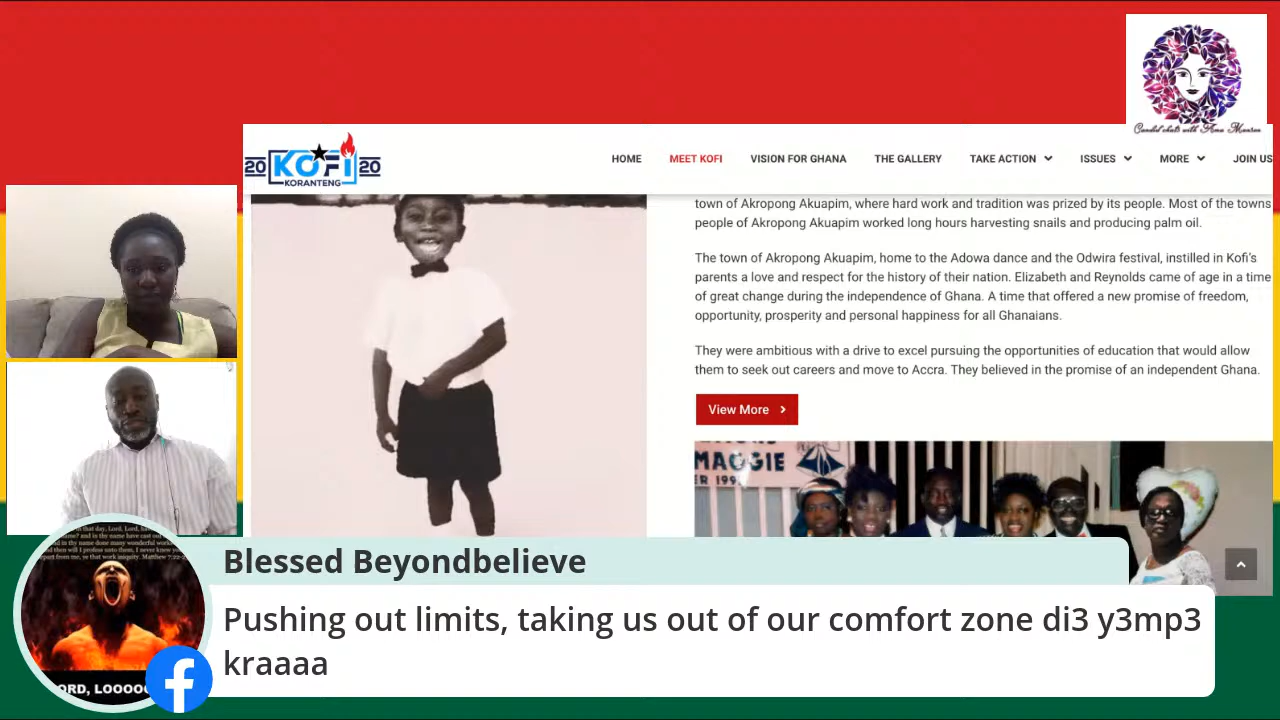 Candid chats with Ama Mensee
20 KOFI 20
KORANTENG
HOME MEET KOFI VISION FOR GHANA THE GALLERY TAKE ACTION ISSUES MORE JOIN US
town of Akropong Akuapim, where hard work and tradition was prized by its people. Most of the towns
people of Akropong Akuapim worked long hours harvesting snails and producing palm oil.
The town of Akropong Akuapim, home to the Adowa dance and the Odwira festival, instilled in Kofi's
parents a love and respect for the history of their nation. Elizabeth and Reynolds came of age in a time
of great change during the independence of Ghana. A time that offered a new promise of freedom,
opportunity, prosperity and personal happiness for all Ghanaians.
They were ambitious with a drive to excel pursuing the opportunities of education that would allow
them to seek out careers and move to Accra. They believed in the promise of an independent Ghana.
View More
MAGGIE
Blessed Beyondbelieve
Pushing out limits, taking us out of our comfort zone di3 y3mp3
kraaaa